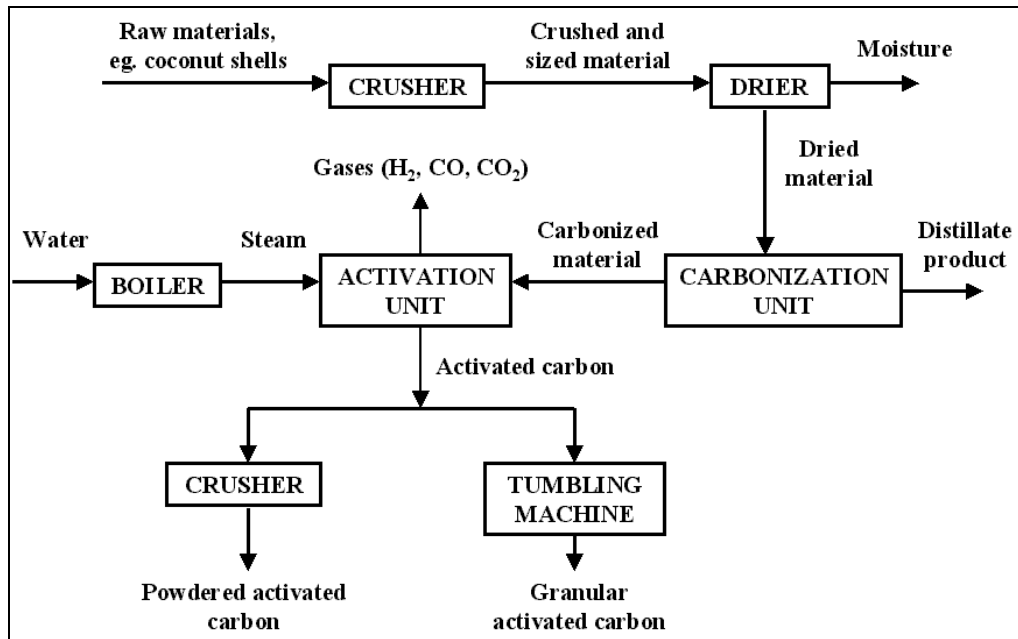 Raw materials,
eg. coconut shells
CRUSHER
Crushed and
sized material
DRIER
Moisture
Dried
material
Gases (H₂, CO, CO₂)
Water
BOILER
Steam
ACTIVATION
UNIT
Carbonized
material
CARBONIZATION
UNIT
Distillate
product
Activated carbon
CRUSHER
TUMBLING
MACHINE
Powdered activated
carbon
Granular
activated carbon